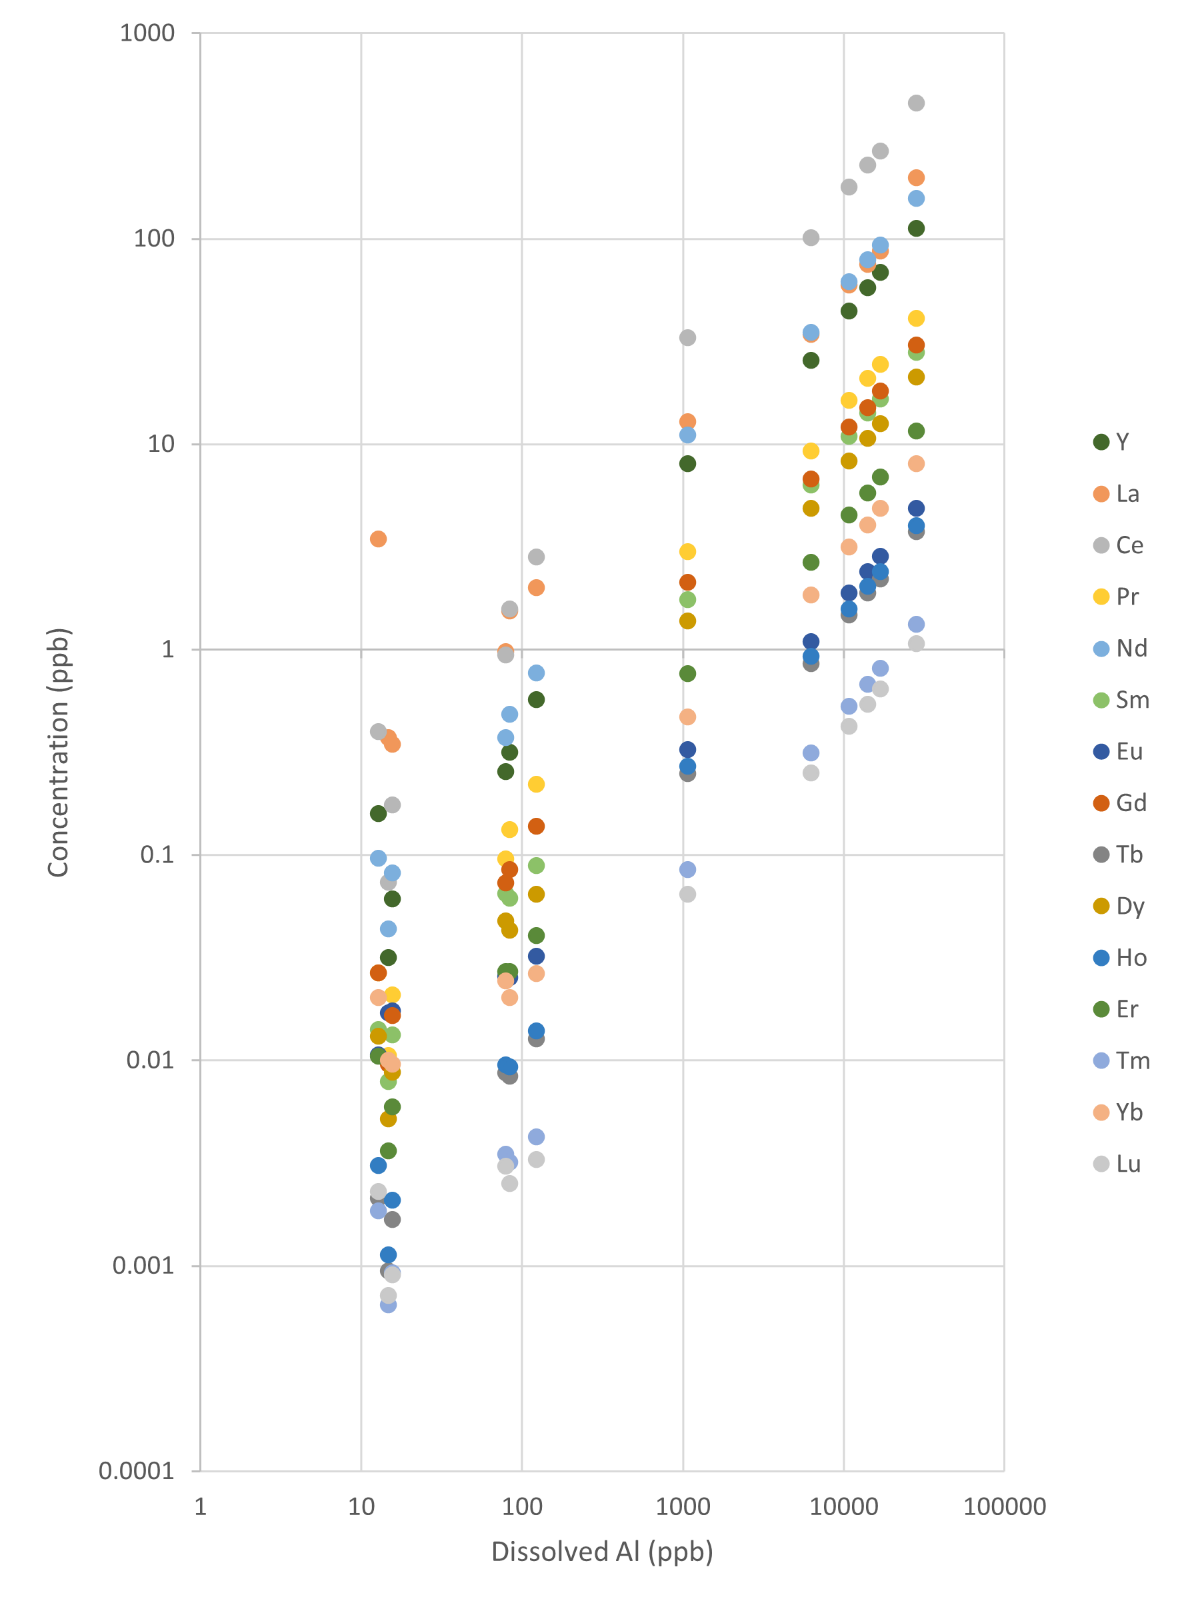 1000
100
10
1
0.1
0.01
0.001
0.0001
Concentration (ppb)
1 10 100 1000 10000 100000
Dissolved Al (ppb)
Y
La
Ce
Pr
Nd
Sm
Eu
Gd
Tb
Dy
Ho
Er
Tm
Yb
Lu